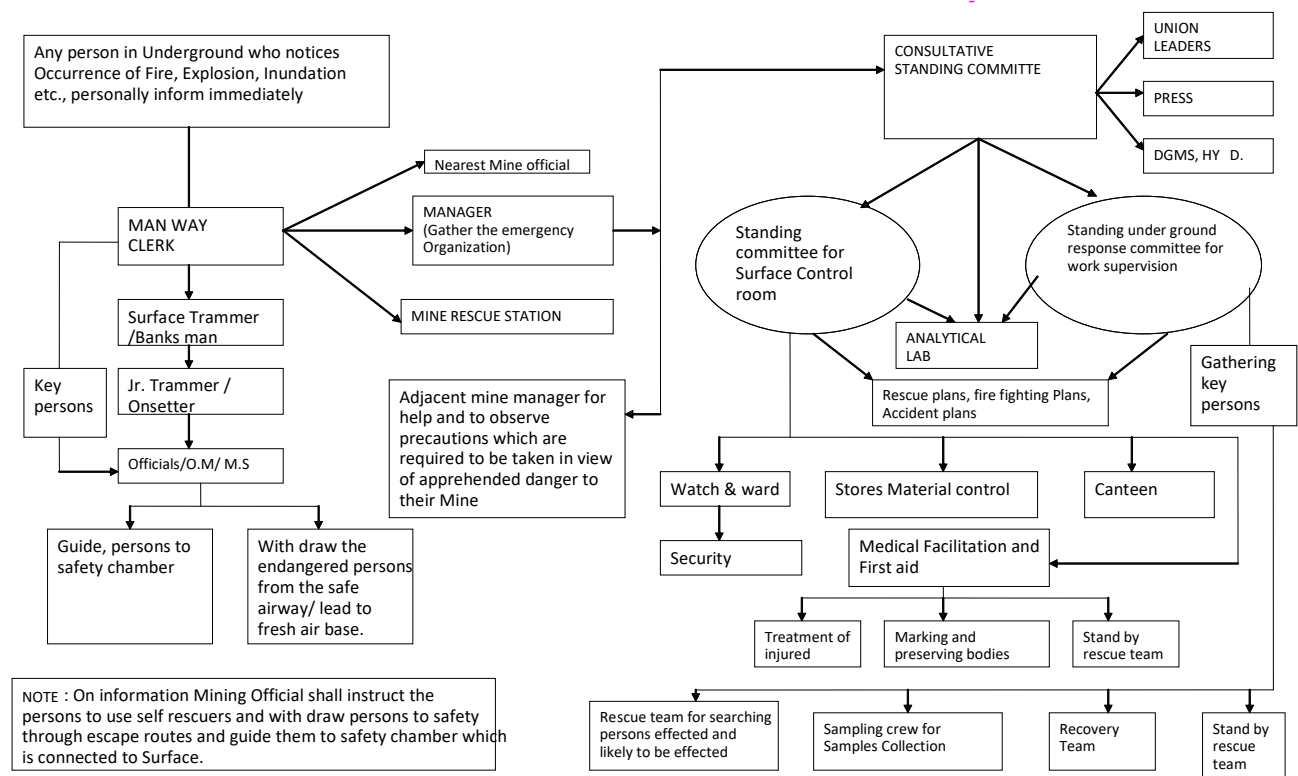 Any person in Underground who notices
Occurrence of Fire, Explosion, Inundation
etc., personally inform immediately
MAN WAY
CLERK
Nearest Mine official
MANAGER
(Gather the emergency
Organization)
MINE RESCUE STATION
Surface Trammer
/Banks man
Jr. Trammer /
Onsetter
Key
persons
Officials/O.M/ M.S
Guide, persons to
safety chamber
With draw the
endangered persons
from the safe
airway/ lead to
fresh air base.
Adjacent mine manager for
help and to observe
precautions which are
required to be taken in view
of apprehended danger to
their Mine
CONSULTATIVE
STANDING COMMITTE
UNION
LEADERS
PRESS
DGMS, HY D.
Standing
committee for
Surface Control
room
Standing under ground
response committee for
work supervision
ANALYTICAL
LAB
Rescue plans, fire fighting Plans,
Accident plans
Gathering
key
persons
Watch & ward
Stores Material control
Canteen
Security
Medical Facilitation and
First aid
Treatment of
injured
Marking and
preserving bodies
Stand by
rescue team
Rescue team for searching
persons effected and
likely to be effected
Sampling crew for
Samples Collection
Recovery
Team
Stand by
rescue
team
NOTE : On information Mining Official shall instruct the
persons to use self rescuers and with draw persons to safety
through escape routes and guide them to safety chamber which
is connected to Surface.